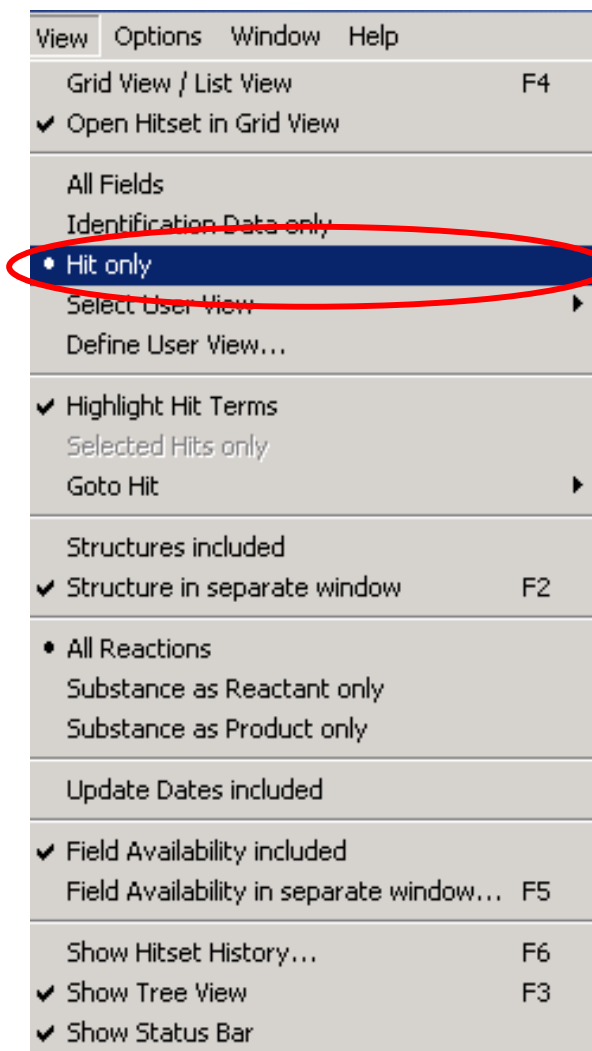 View Options Window Help
Grid View / List View F4
✔ Open Hitset in Grid View
All Fields
Identification Data only
• Hit only
Select User View
Define User View...
✔ Highlight Hit Terms
Selected Hits only
Goto Hit
Structures included
✔ Structure in separate window F2
• All Reactions
Substance as Reactant only
Substance as Product only
Update Dates included
✔ Field Availability included
Field Availability in separate window... F5
Show Hitset History... F6
✔ Show Tree View F3
✔ Show Status Bar